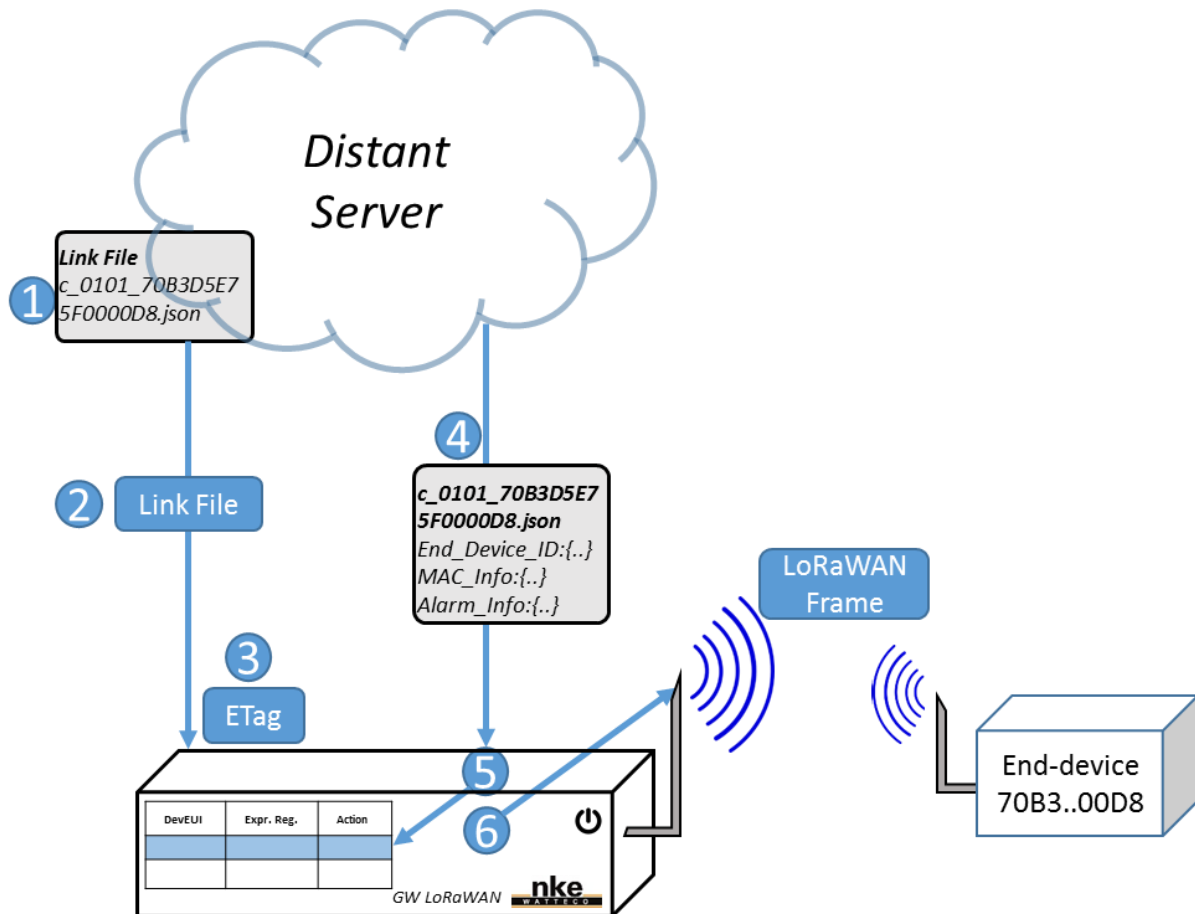 Distant
Server
Link File
c_0101_70B3D5E7
5F0000D8.json
1
4
2
Link File
c_0101_70B3D5E7
5F0000D8.json
End_Device_ID:{..}
MAC_Info:{..}
Alarm_Info:{..}
LoRaWAN
Frame
3
ETag
5
6
DevEUI Expr. Reg. Action
GW LoRaWAN
nke
WATTECO
End-device
70B3..00D8